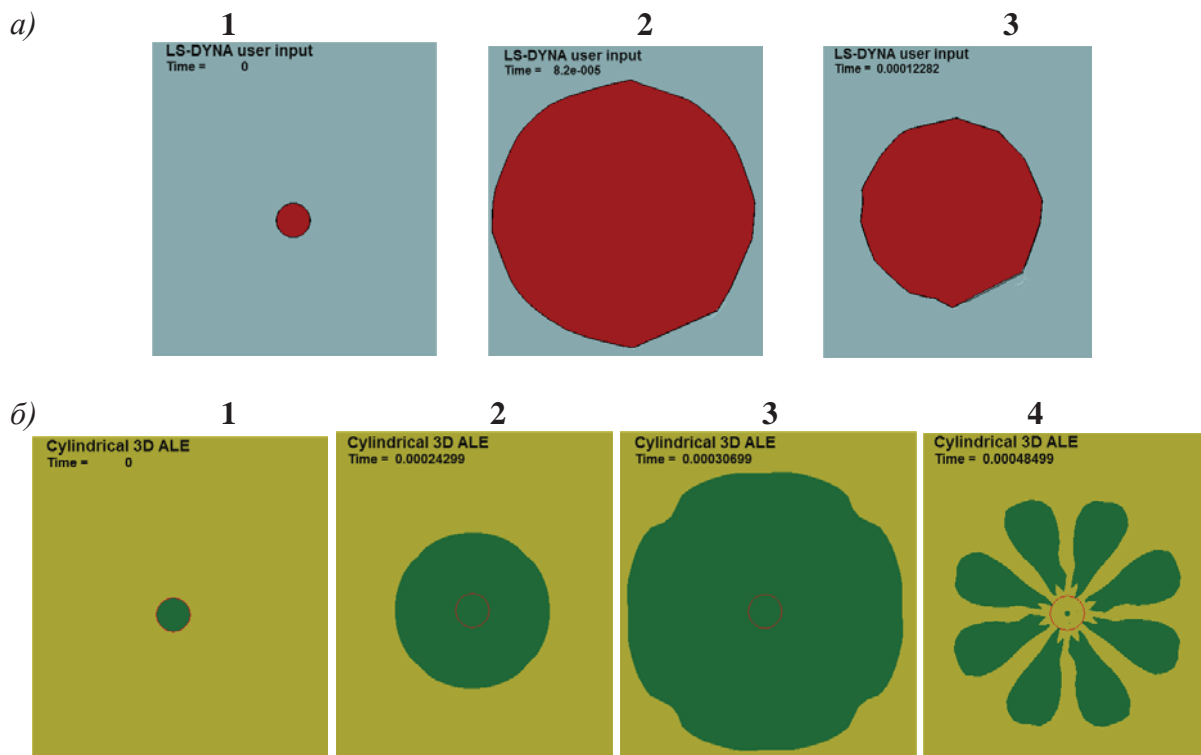 а) 1 2 3
LS-DYNA user input
Time = 0
LS-DYNA user input
Time = 8.2e-005
LS-DYNA user input
Time = 0.00012282
б) 1 2 3 4
Cylindrical 3D ALE
Time = 0
Cylindrical 3D ALE
Time = 0.00024299
Cylindrical 3D ALE
Time = 0.00030699
Cylindrical 3D ALE
Time = 0.00048499